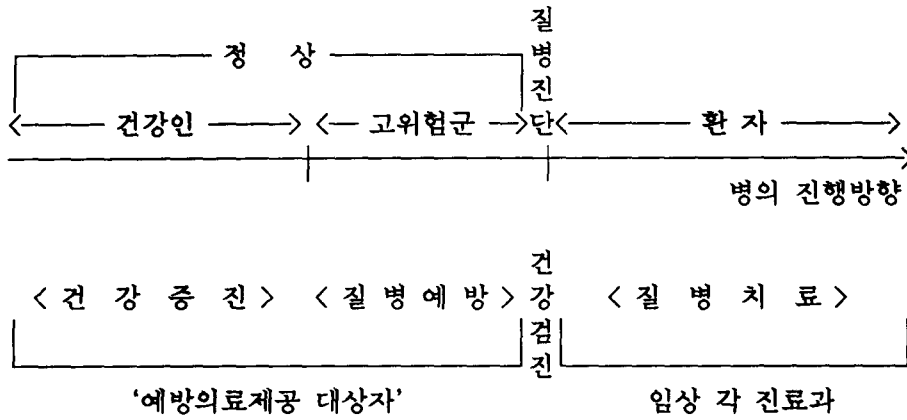 정 상
질병진단
건강인
고위험군
환 자
병의 진행방향
<건 강 증 진>
<질 병 예 방>
건강검진
<질 병 치 료>
‘예방의료제공 대상자’
임상 각 진료과